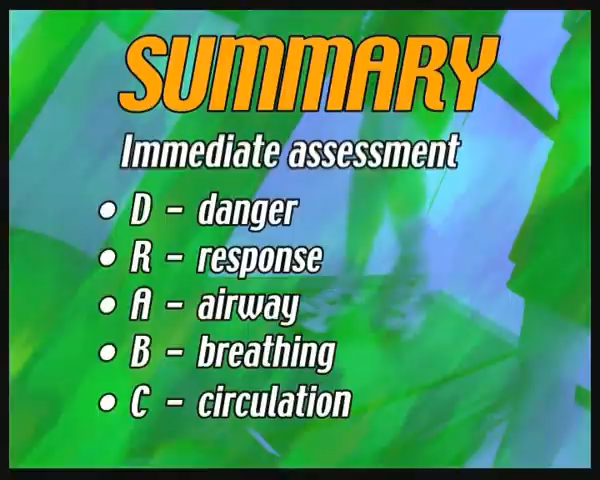 SUMMARY
Immediate assessment
• D - danger
• R - response
• A - airway
• B - breathing
• C - circulation